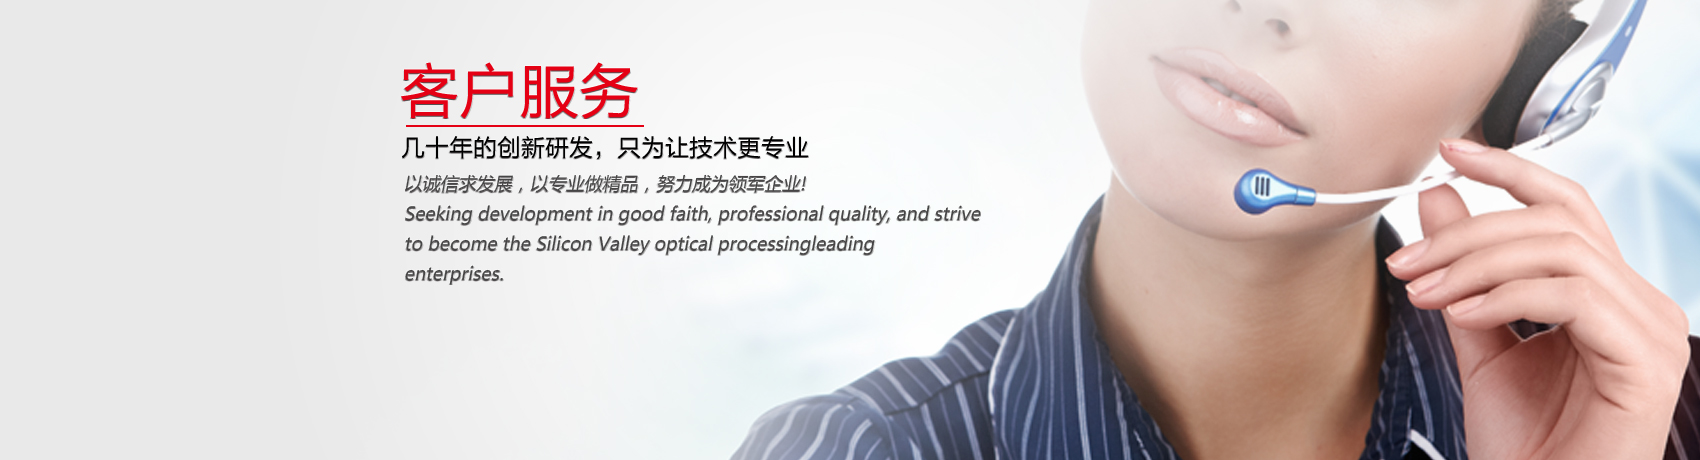 客户服务
几十年的创新研发，只为让技术更专业
以诚信求发展，以专业做精品，努力成为领军企业!
Seeking development in good faith, professional quality, and strive
to become the Silicon Valley optical processingleading
enterprises.